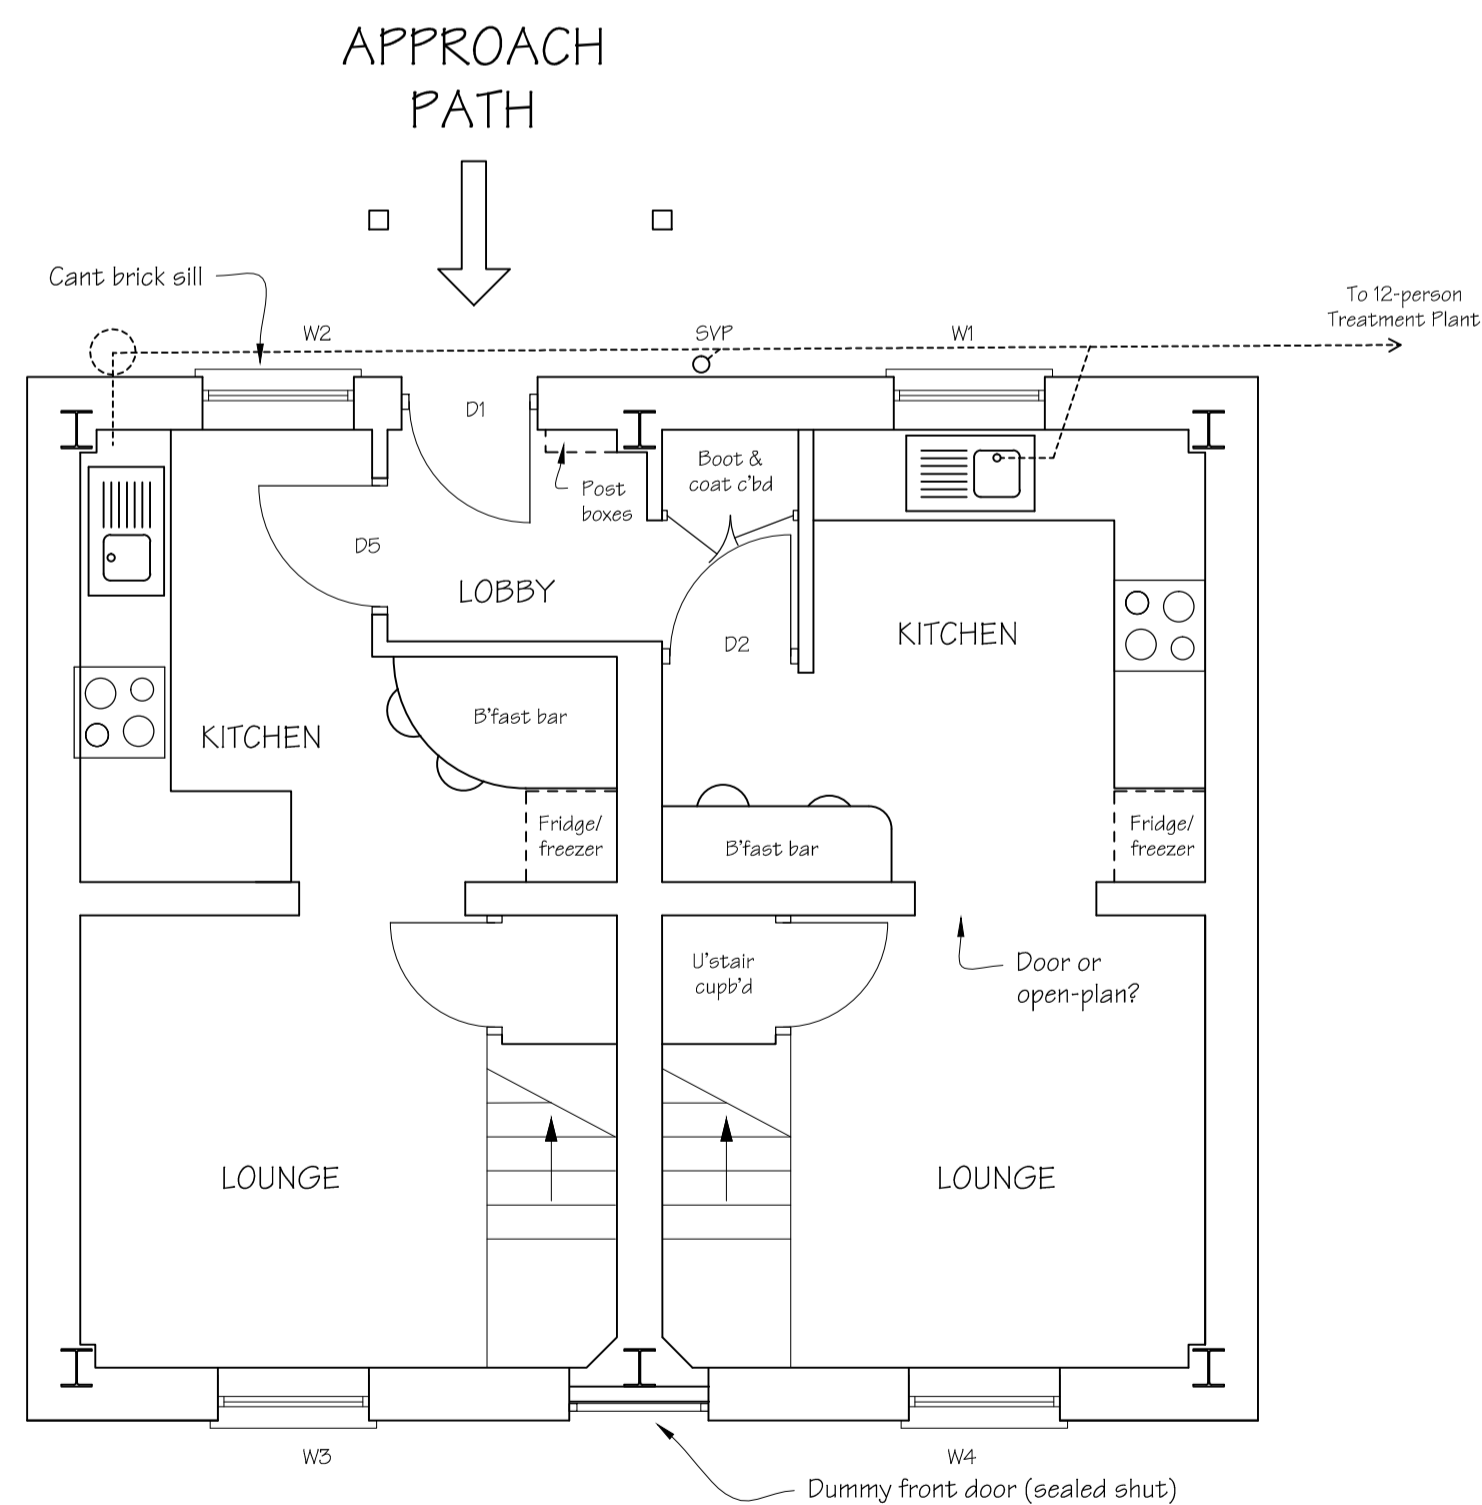 APPROACH
PATH
Cant brick sill
To 12-person
Treatment Plant
W2
SVP
W1
D1
Boot &
coat c'bd
Post
boxes
D5
LOBBY
KITCHEN
D2
B'fast bar
KITCHEN
Fridge/
freezer
B'fast bar
Fridge/
freezer
U'stair
cupb'd
Door or
open-plan?
LOUNGE
LOUNGE
W3
W4
Dummy front door (sealed shut)